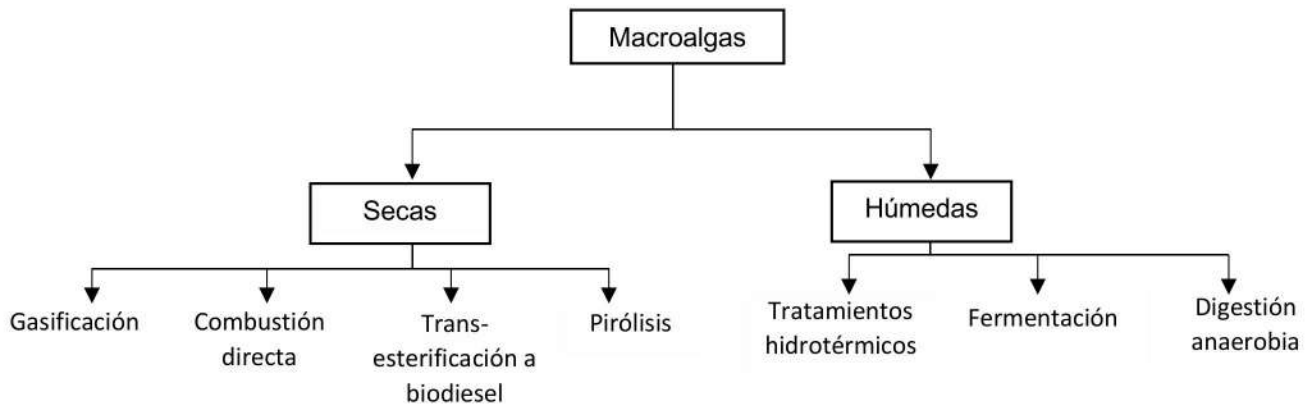 Macroalgas
Secas
Húmedas
Gasificación
Combustión
directa
Trans-
esterificación a
biodiesel
Pirólisis
Tratamientos
hidrotérmicos
Fermentación
Digestión
anaerobia